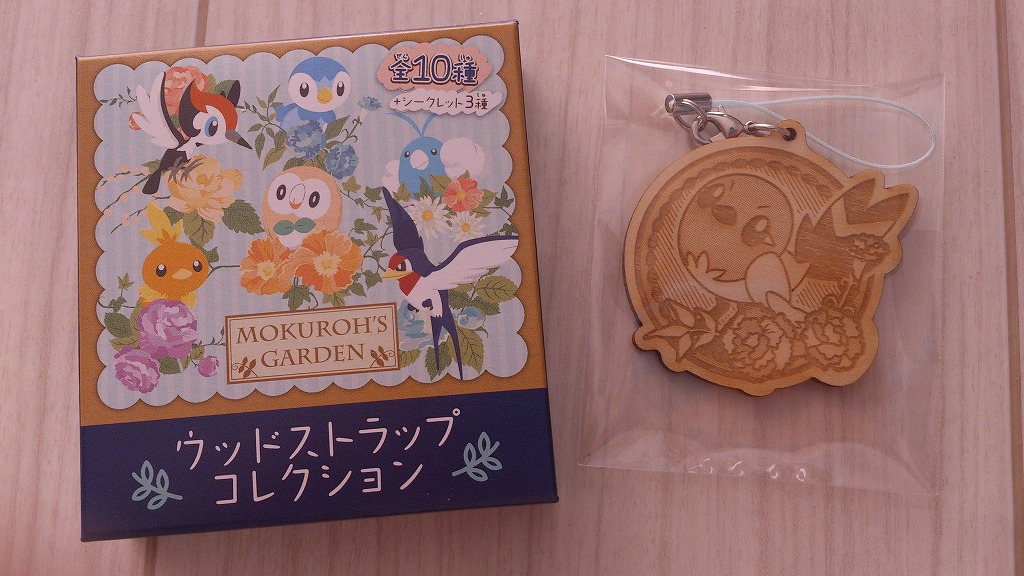 全10種
+シークレット3種
MOKUROH'S
GARDEN
ウッドストラップ
コレクション